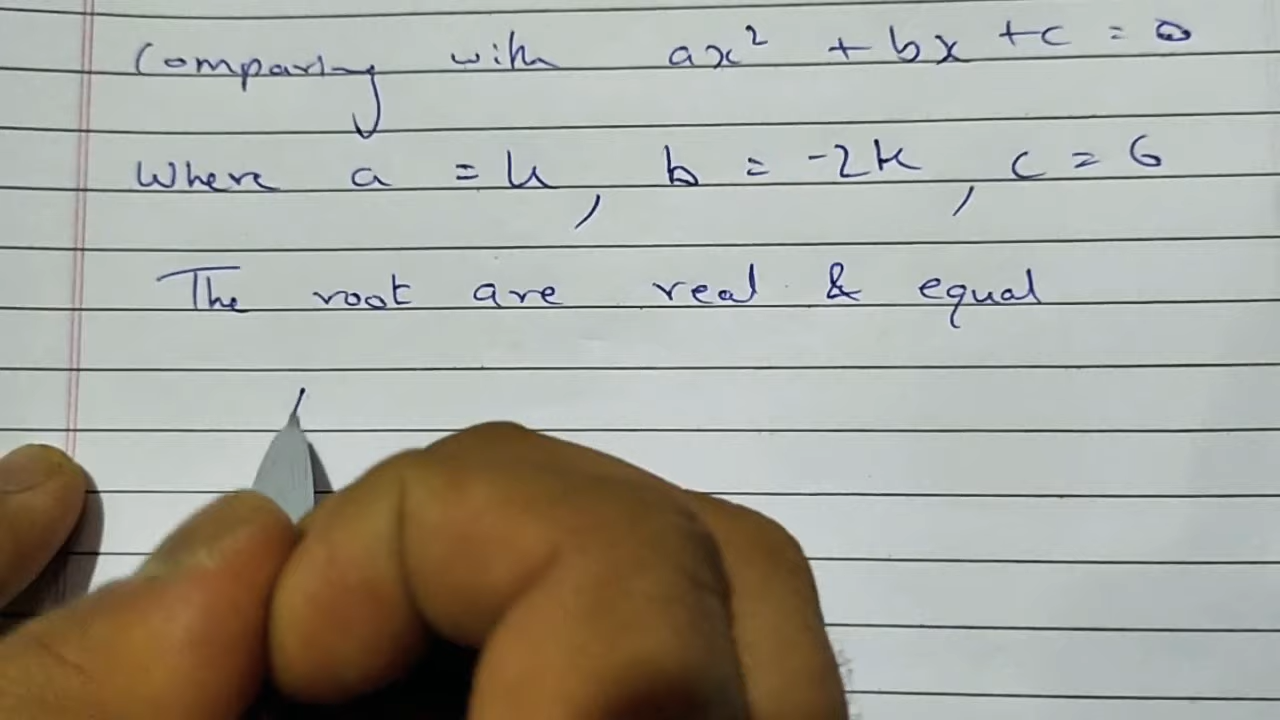 Comparing with ax² + bx + c = 0
Where a = k, b = -2k, c = 6
The root are real & equal